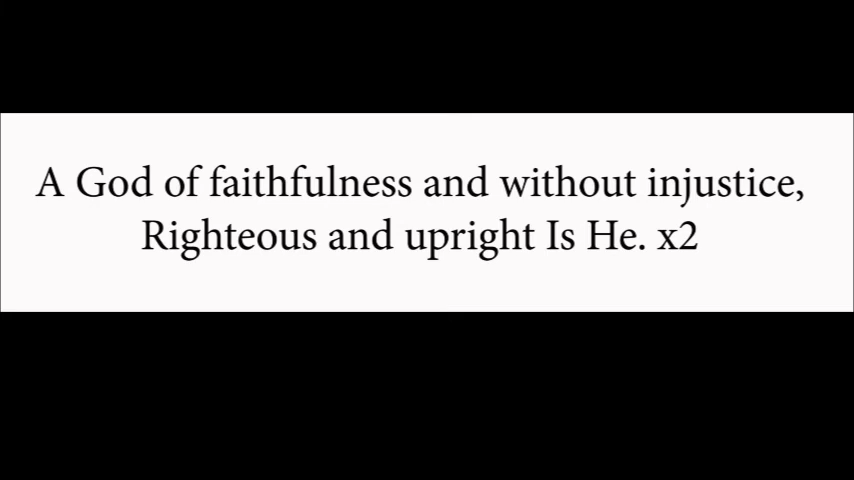 A God of faithfulness and without injustice,
Righteous and upright Is He. x2